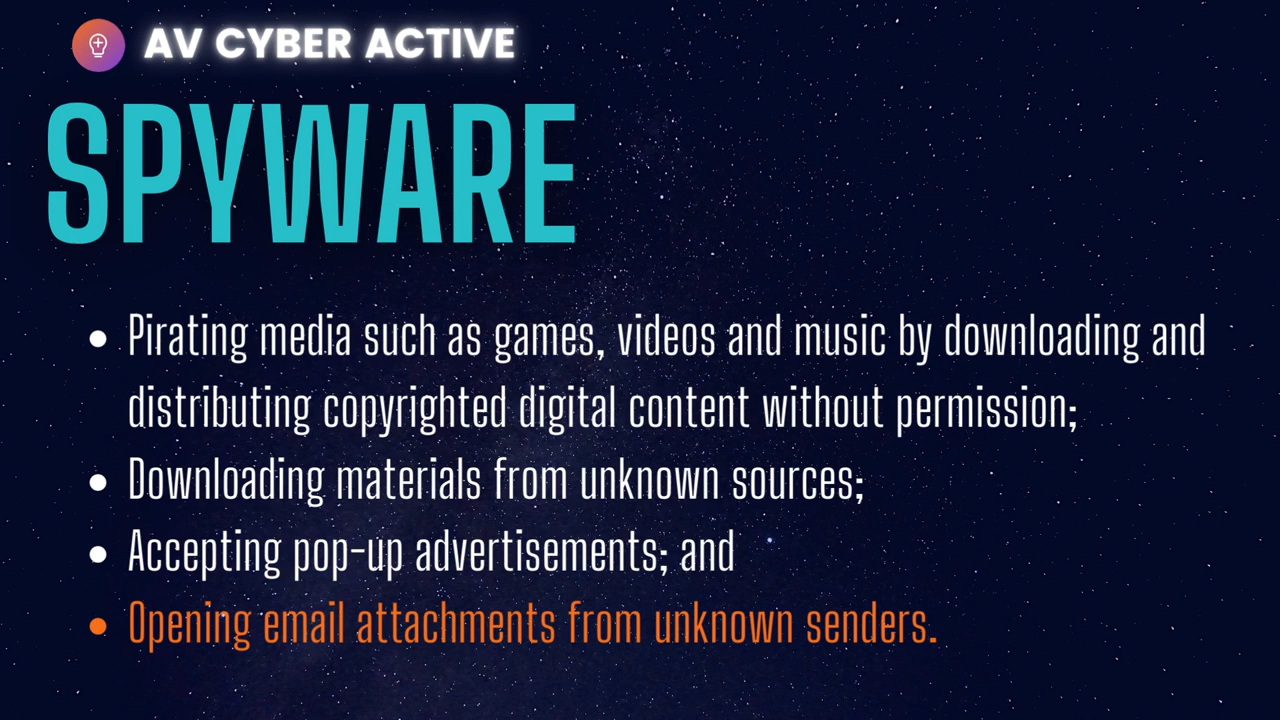 AV CYBER ACTIVE
SPYWARE
• Pirating media such as games, videos and music by downloading and
distributing copyrighted digital content without permission;
• Downloading materials from unknown sources;
• Accepting pop-up advertisements; and
• Opening email attachments from unknown senders.